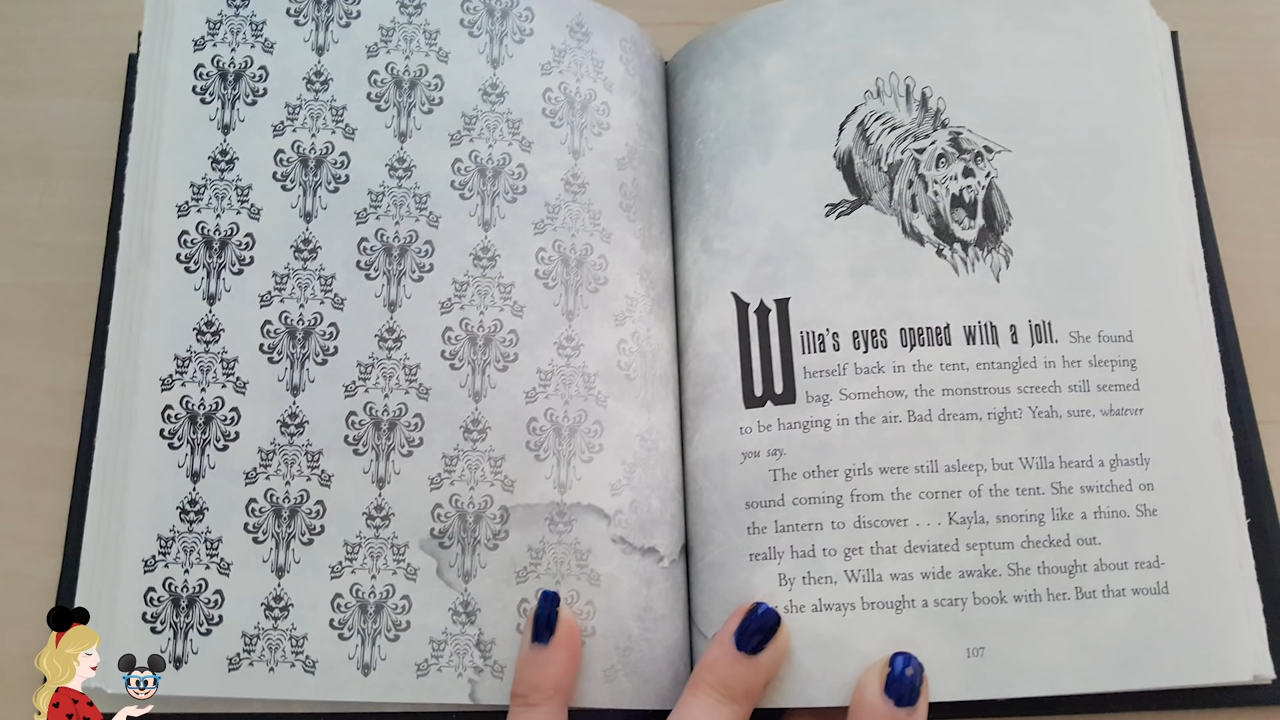 Willa's eyes opened with a jolt. She found
herself back in the tent, entangled in her sleeping
bag. Somehow, the monstrous screech still seemed
to be hanging in the air. Bad dream, right? Yeah, sure, whatever
you say.
The other girls were still asleep, but Willa heard a ghastly
sound coming from the corner of the tent. She switched on
the lantern to discover . . . Kayla, snoring like a rhino. She
really had to get that deviated septum checked out.
By then, Willa was wide awake. She thought about read-
she always brought a scary book with her. But that would
107